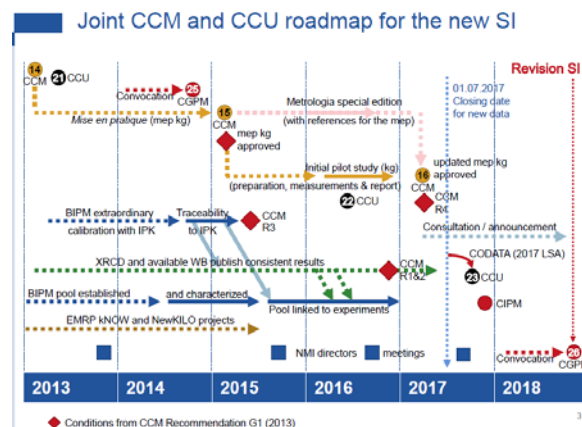 Joint CCM and CCU roadmap for the new SI
14
CCM
21 CCU
Convocation
25
CGPM
Mise en pratique (mep kg)
15
CCM
mep kg
approved
Metrologia special edition
(with references for the mep)
01.07.2017
Closing date
for new data
Revision SI
Initial pilot study (kg)
(preparation, measurements & report)
22
CCU
updated mep kg
approved
16
CCM
CCM
R4
BIPM extraordinary
calibration with IPK
Traceability
to IPK
CCM
R3
Consultation / announcement
XRCD and available WB publish consistent results
CCM
R1&2
CODATA (2017 LSA)
23
CCU
CIPM
BIPM pool established
and characterized
Pool linked to experiments
EMRP kNOW and NewKILO projects
NMI directors
meetings
Convocation
26
CGPM
2013
2014
2015
2016
2017
2018
Conditions from CCM Recommendation G1 (2013)
3